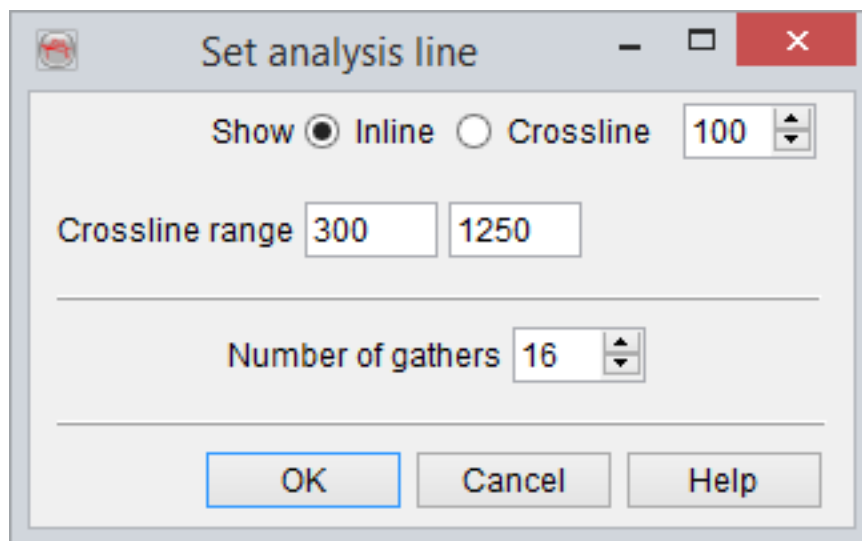 Set analysis line
Show Inline Crossline 100
Crossline range 300 1250
Number of gathers 16
OK Cancel Help